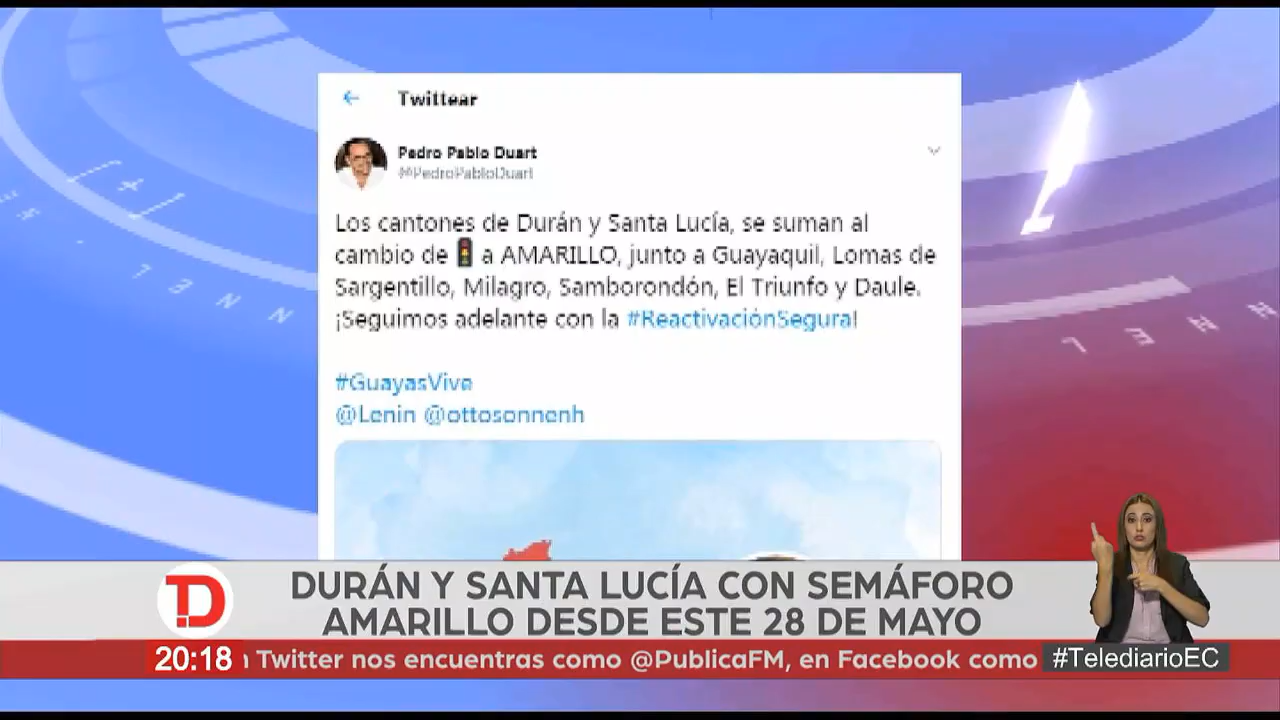 Twittear
Pedro Pablo Duart
@PedroPabloDuart
Los cantones de Durán y Santa Lucía, se suman al
cambio de 🚦 a AMARILLO, junto a Guayaquil, Lomas de
Sargentillo, Milagro, Samborondón, El Triunfo y Daule.
¡Seguimos adelante con la #ReactivaciónSegura!
#GuayasVive
@Lenin @ottosonnenh
DURÁN Y SANTA LUCÍA CON SEMÁFORO
AMARILLO DESDE ESTE 28 DE MAYO
20:18 n Twitter nos encuentras como @PublicaFM, en Facebook como
#TelediarioEC